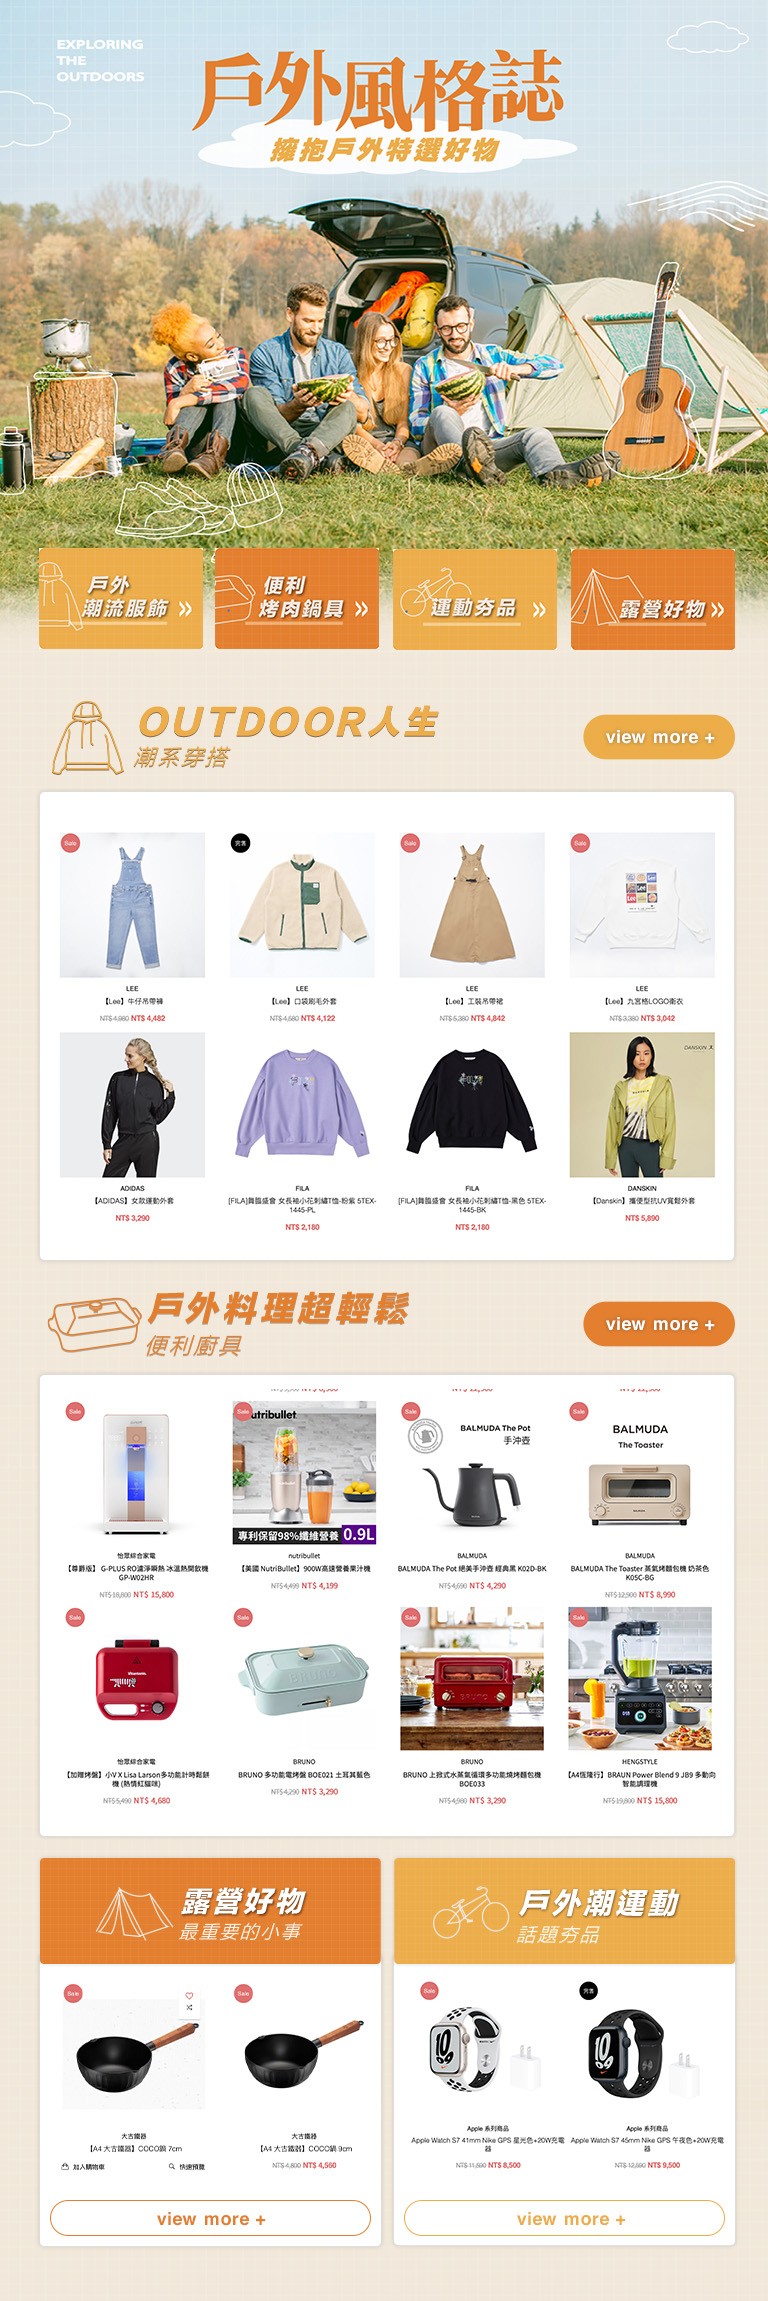 EXPLORING
THE
OUTDOORS
戶外風格誌
擁抱戶外特選好物
戶外
潮流服飾 »
便利
烤肉鍋具 »
運動夯品 »
露營好物 »
OUTDOOR人生
潮系穿搭
view more +
Sale
完售
Sale
Sale
LEE
【Lee】牛仔吊帶褲
NT$4,980 NT$ 4,482
LEE
【Lee】口袋刷毛外套
NT$4,580 NT$ 4,122
LEE
【Lee】工裝吊帶裙
NT$5,380 NT$ 4,842
LEE
【Lee】九宮格LOGO衛衣
NT$3,380 NT$ 3,042
DANSKIN
ADIDAS
【ADIDAS】女款運動外套
NT$ 3,290
FILA
[FILA]舞臨盛會 女長袖小花刺繡T恤-粉紫 5TEX-
1445-PL
NT$ 2,180
FILA
[FILA]舞臨盛會 女長袖小花刺繡T恤-黑色 5TEX-
1445-BK
NT$ 2,180
DANSKIN
【Danskin】攜便型抗UV寬鬆外套
NT$ 5,890
戶外料理超輕鬆
便利廚具
view more +
Sale
怡眾綜合家電
【尊爵版】 G-PLUS RO濾淨瞬熱 冰溫熱開飲機
GP-W02HR
NT$18,800 NT$ 15,800
Sale
utribullet
專利保留98%纖維營養 0.9L
nutribullet
【美國 NutriBullet】900W高速營養果汁機
NT$4,499 NT$ 4,199
Sale
BALMUDA The Pot
手沖壺
BALMUDA
BALMUDA The Pot 絕美手沖壺 經典黑 K02D-BK
NT$4,690 NT$ 4,290
Sale
BALMUDA
The Toaster
BALMUDA
BALMUDA The Toaster 蒸氣烤麵包機 奶茶色
K05C-BG
NT$12,900 NT$ 8,990
Sale
怡眾綜合家電
【加贈烤盤】小V X Lisa Larson多功能計時鬆餅
機 (熱情紅貓咪)
NT$5,490 NT$ 4,680
Sale
BRUNO
BRUNO
BRUNO 多功能電烤盤 BOE021 土耳其藍色
NT$4,290 NT$ 3,290
Sale
BRUNO
BRUNO
BRUNO 上掀式水蒸氣循環多功能燒烤麵包機
BOE033
NT$4,980 NT$ 3,290
Sale
HENGSTYLE
【A4恆隆行】BRAUN Power Blend 9 JB9 多動向
智能調理機
NT$19,800 NT$ 15,800
露營好物
最重要的小事
Sale
大古鐵器
【A4 大古鐵器】COCO鍋 7cm
加入購物車
快速預覽
Sale
大古鐵器
【A4 大古鐵器】COCO鍋 9cm
NT$4,800 NT$ 4,560
view more +
戶外潮運動
話題夯品
Sale
Apple 系列商品
Apple Watch S7 41mm Nike GPS 星光色+20W充電
器
NT$11,690 NT$ 8,500
完售
Apple 系列商品
Apple Watch S7 45mm Nike GPS 午夜色+20W充電
器
NT$12,590 NT$ 9,500
view more +